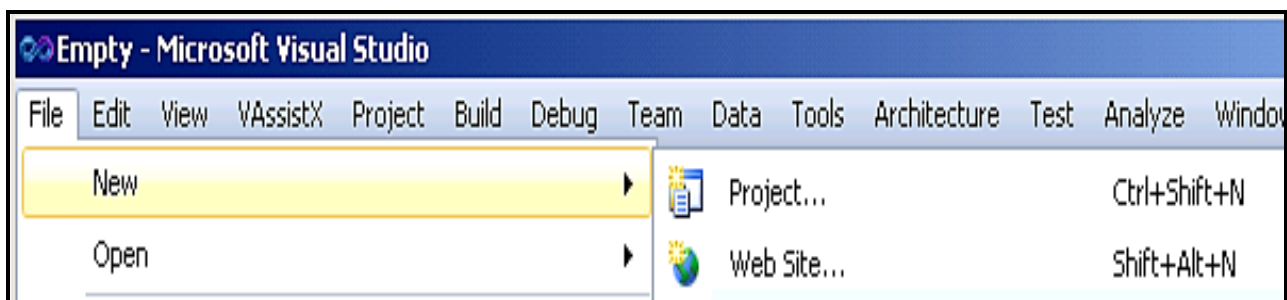 Empty - Microsoft Visual Studio
File Edit View VAssistX Project Build Debug Team Data Tools Architecture Test Analyze
New
Project... Ctrl+Shift+N
Open
Web Site... Shift+Alt+N